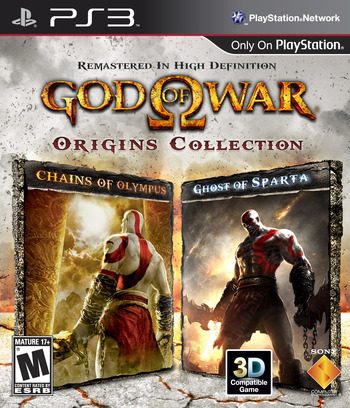 PS3
PlayStation®Network
Only On PlayStation®
REMASTERED IN HIGH DEFINITION
GOD OF WAR
ORIGINS COLLECTION
CHAINS OF OLYMPUS
GHOST OF SPARTA
MATURE 17+
M
CONTENT RATED BY
ESRB
3D
Compatible
Game
SONY
COMPUTER